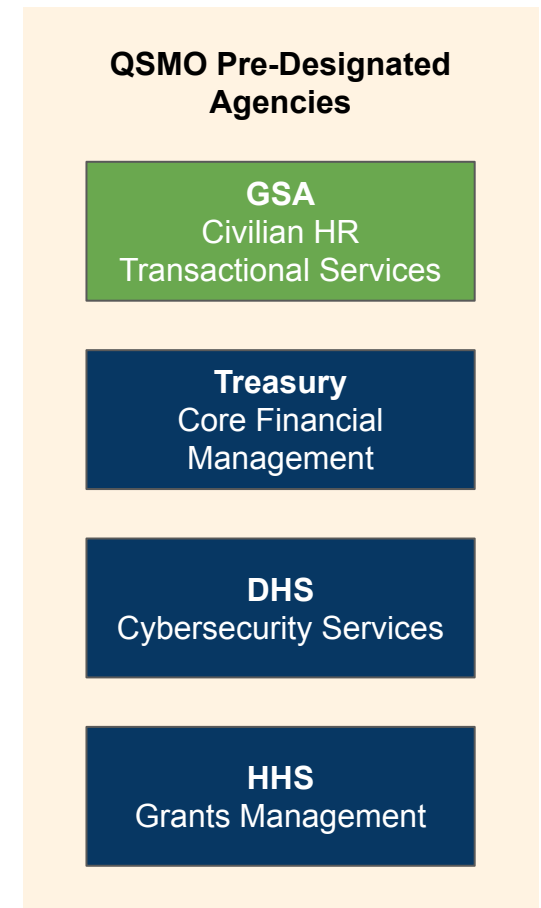 QSMO Pre-Designated
Agencies
GSA
Civilian HR
Transactional Services
Treasury
Core Financial
Management
DHS
Cybersecurity Services
HHS
Grants Management